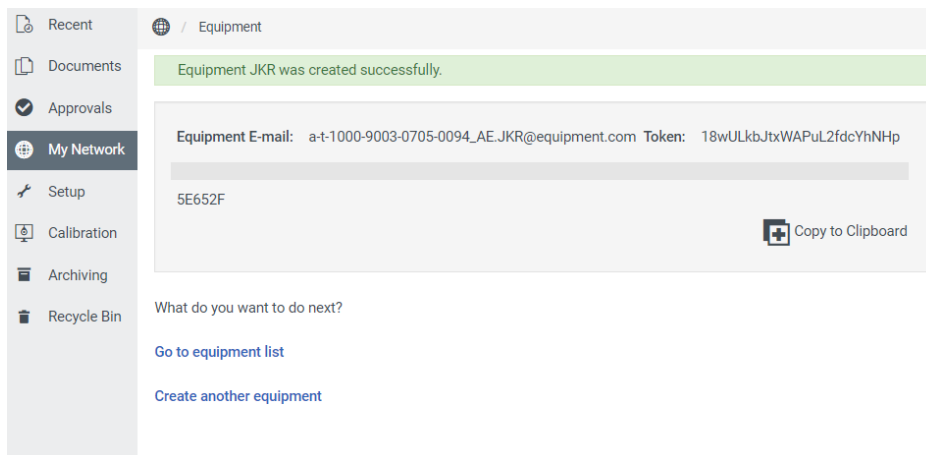 Recent
Documents
Approvals
My Network
Setup
Calibration
Archiving
Recycle Bin
/ Equipment
Equipment JKR was created successfully.
Equipment E-mail: a-t-1000-9003-0705-0094_AE.JKR@equipment.com Token: 18wULkbJtxWAPuL2fdcYhNHp
5E652F
Copy to Clipboard
What do you want to do next?
Go to equipment list
Create another equipment